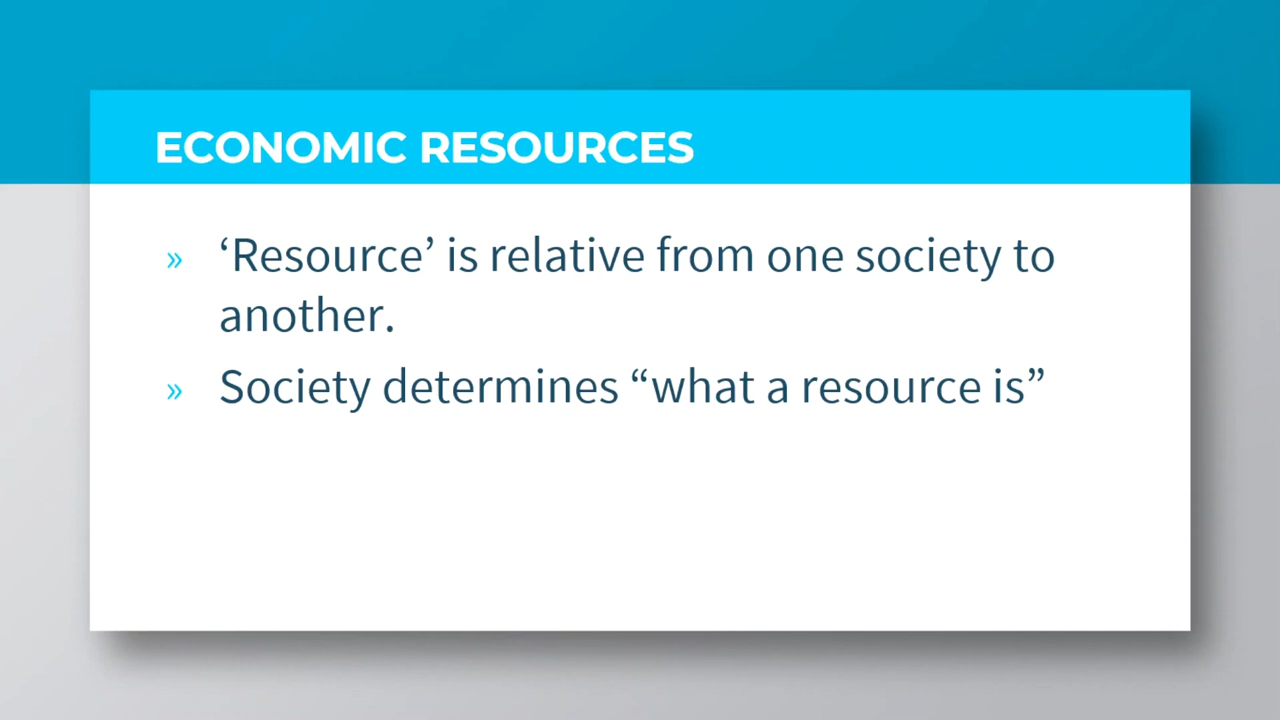 ECONOMIC RESOURCES
» ‘Resource’ is relative from one society to
another.
» Society determines “what a resource is”